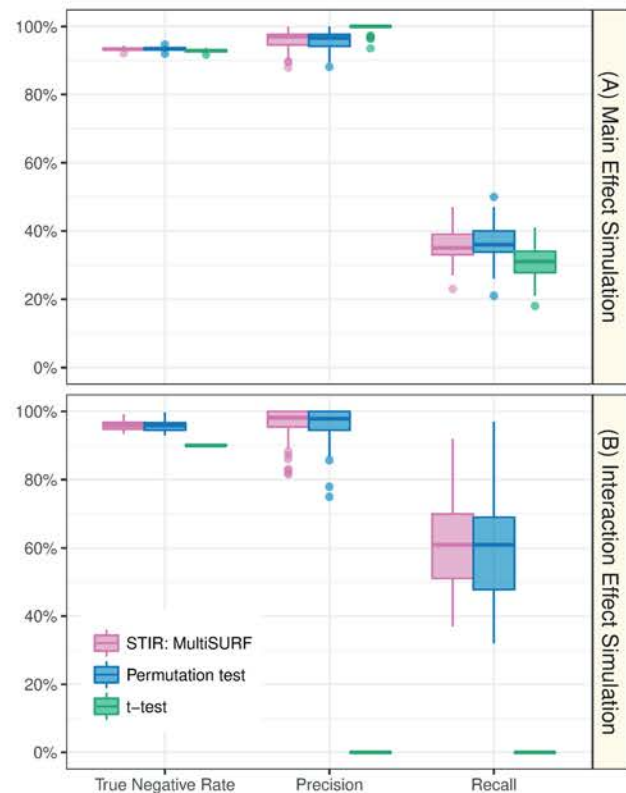 100%
80%
60%
40%
20%
0%
(A) Main Effect Simulation
100%
80%
60%
40%
20%
0%
STIR: MultiSURF
Permutation test
t-test
(B) Interaction Effect Simulation
True Negative Rate
Precision
Recall